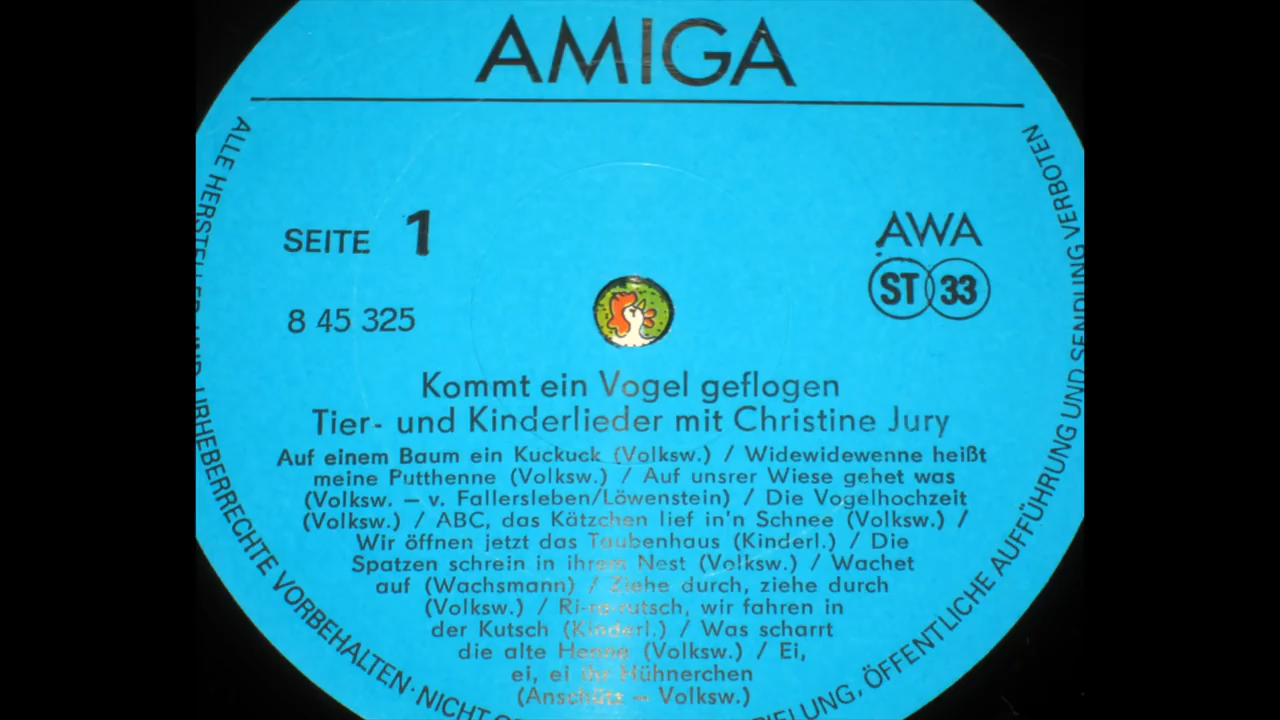 AMIGA
ALLE HERSTELLER- UND URHEBERRECHTE VORBEHALTEN · NICHT
ÖFFENTLICHE AUFFÜHRUNG UND SENDUNG VERBOTEN
SEITE 1
AWA
ST 33
8 45 325
Kommt ein Vogel geflogen
Tier- und Kinderlieder mit Christine Jury
Auf einem Baum ein Kuckuck (Volksw.) / Widewidewenne heißt
meine Putthenne (Volksw.) / Auf unsrer Wiese gehet was
(Volksw. – v. Fallersleben/Löwenstein) / Die Vogelhochzeit
(Volksw.) / ABC, das Kätzchen lief in'n Schnee (Volksw.) /
Wir öffnen jetzt das Taubenhaus (Kinderl.) / Die
Spatzen schrein in ihrem Nest (Volksw.) / Wachet
auf (Wachsmann) / Ziehe durch, ziehe durch
(Volksw.) / Ri-ra-rutsch, wir fahren in
der Kutsch (Kinderl.) / Was scharrt
die alte Henne (Volksw.) / Ei,
ei, ei ihr Hühnerchen
(Anschütz – Volksw.)